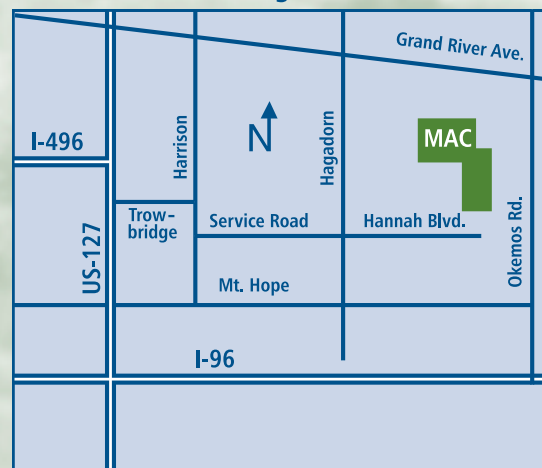 Grand River Ave.
I-496
Harrison
N
Hagadorn
MAC
Trow-
bridge
Service Road
Hannah Blvd.
US-127
Okemos Rd.
Mt. Hope
I-96